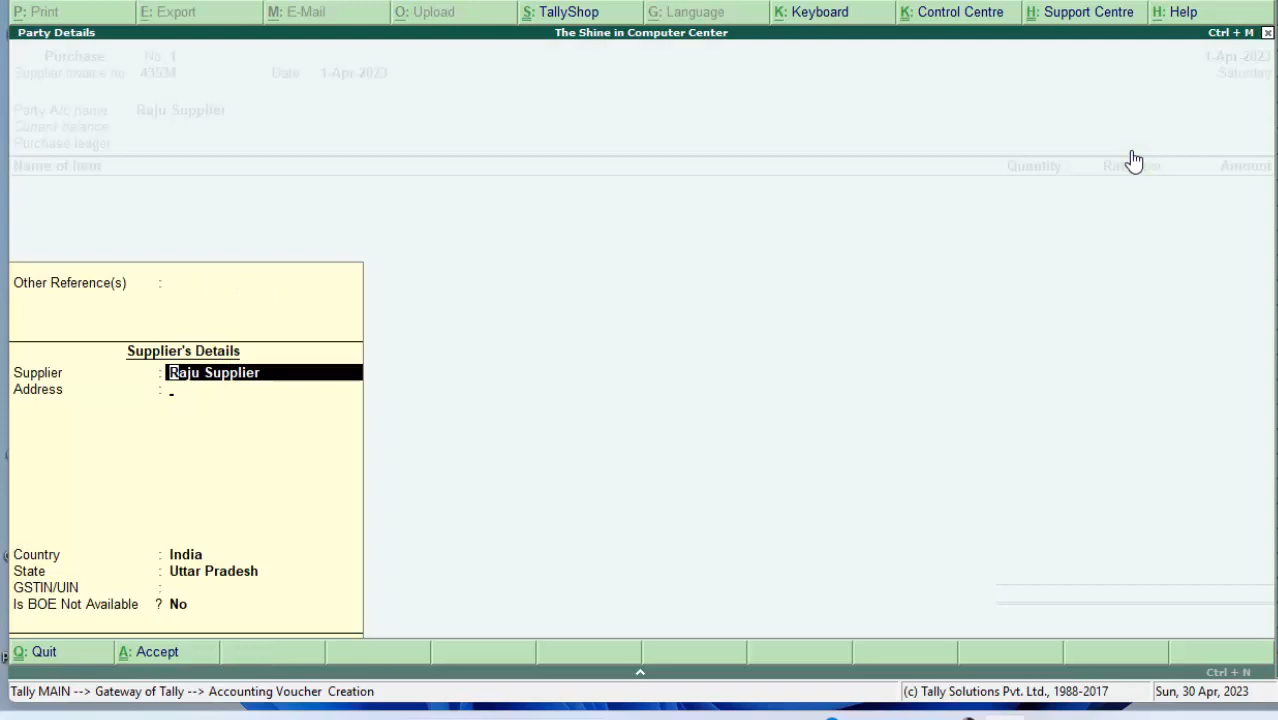 P: Print E: Export M: E-Mail O: Upload S: TallyShop G: Language K: Keyboard K: Control Centre H: Support Centre H: Help
Party Details The Shine in Computer Center Ctrl + M
Purchase No. 1 1-Apr-2023
Supplier invoice no. 43534 Date 1-Apr-2023 Saturday
Party A/c name Raju Supplier
Current balance
Purchase ledger
Name of Item Quantity Amount
Other Reference(s) :
Supplier's Details
Supplier : Raju Supplier
Address :
Country : India
State : Uttar Pradesh
GSTIN/UIN :
Is BOE Not Available ? No
Q: Quit A: Accept
Ctrl + N
Tally MAIN --> Gateway of Tally --> Accounting Voucher Creation (c) Tally Solutions Pvt. Ltd., 1988-2017 Sun, 30 Apr, 2023